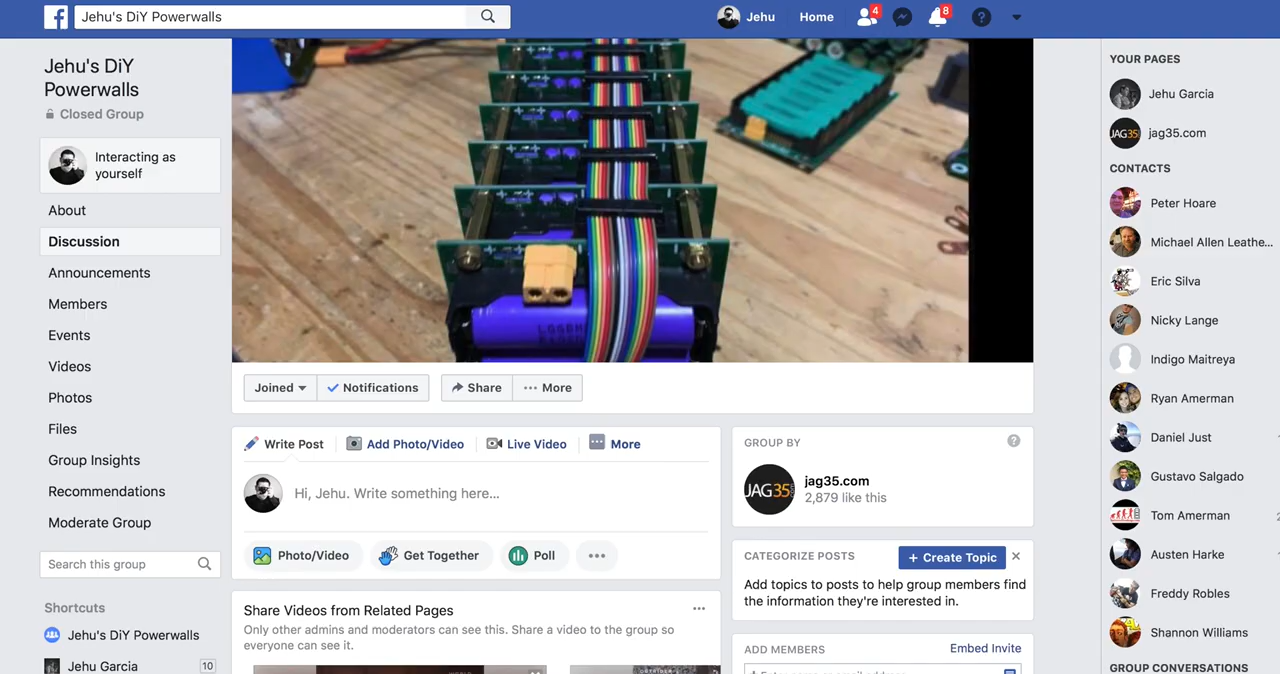 Jehu's DiY Powerwalls
Jehu
Home
4
8
Jehu's DiY
Powerwalls
Closed Group
Interacting as
yourself
About
Discussion
Announcements
Members
Events
Videos
Photos
Files
Group Insights
Recommendations
Moderate Group
Search this group
Shortcuts
Jehu's DiY Powerwalls
Jehu Garcia 10
Joined
Notifications
Share
More
Write Post
Add Photo/Video
Live Video
More
Hi, Jehu. Write something here...
Photo/Video
Get Together
Poll
Share Videos from Related Pages
Only other admins and moderators can see this. Share a video to the group so
everyone can see it.
GROUP BY
JAG35
jag35.com
2,879 like this
CATEGORIZE POSTS
+ Create Topic
Add topics to posts to help group members find
the information they're interested in.
ADD MEMBERS
Embed Invite
YOUR PAGES
Jehu Garcia
JAG35
jag35.com
CONTACTS
Peter Hoare
Michael Allen Leathe...
Eric Silva
Nicky Lange
Indigo Maitreya
Ryan Amerman
Daniel Just
Gustavo Salgado
Tom Amerman
Austen Harke
Freddy Robles
Shannon Williams
GROUP CONVERSATIONS